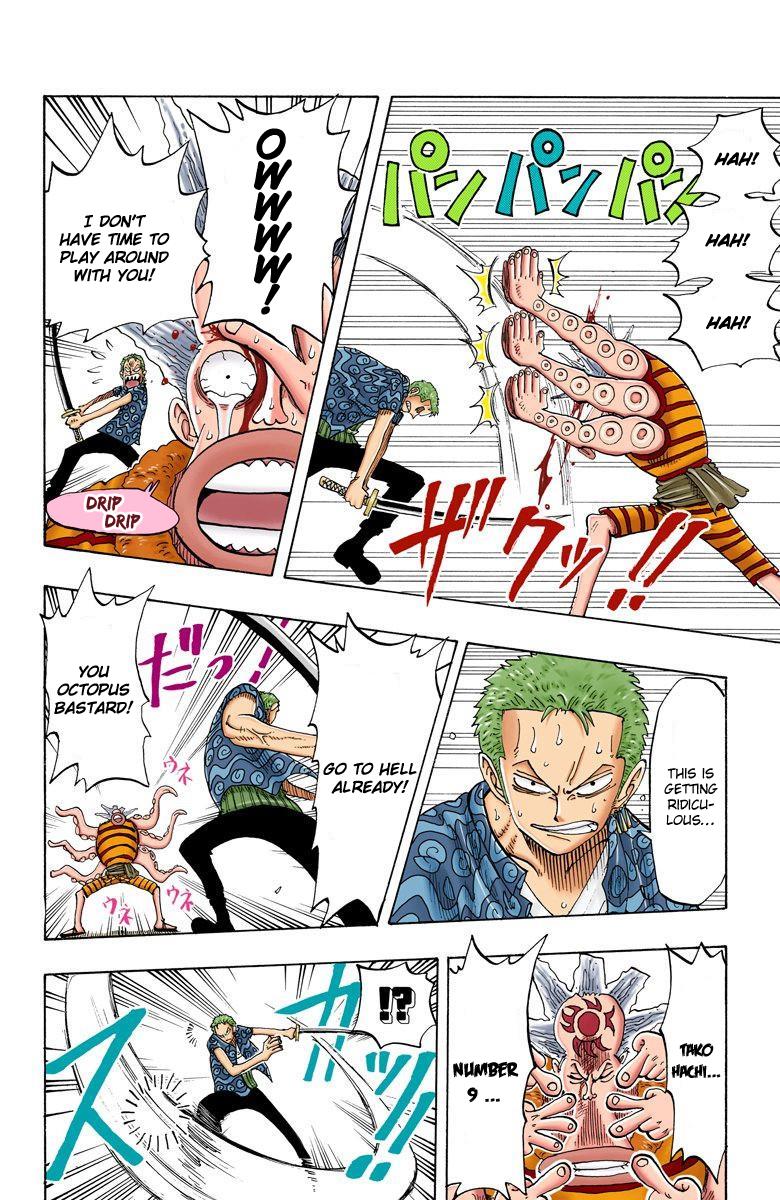 HAH!
HAH!
HAH!
パン パン パン
ザクッ!!
OWWWW!
I DON'T
HAVE TIME TO
PLAY AROUND
WITH YOU!
DRIP
DRIP
THIS IS
GETTING
RIDICU-
LOUS...
GO TO HELL
ALREADY!
だっ!
YOU
OCTOPUS
BASTARD!
ウネ
ウネ
ウネ
TAKO
HACHI...
NUMBER
9 ...
!?
スカッ!!